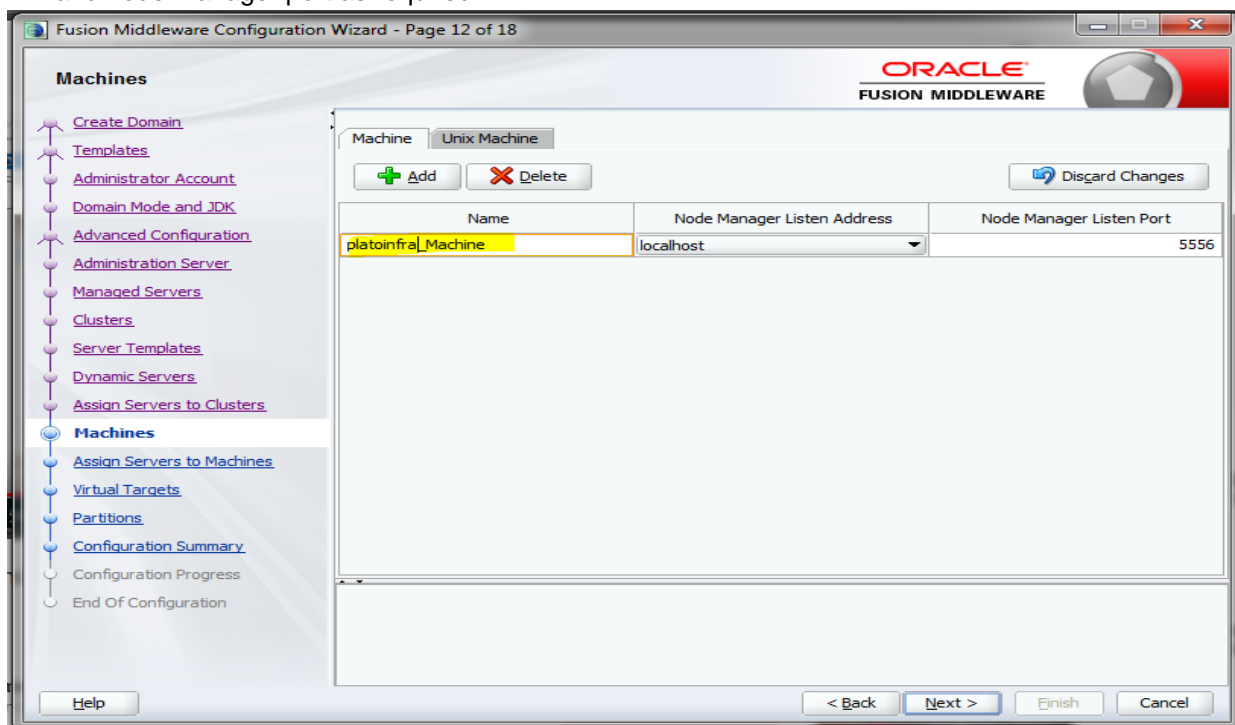 Fusion Middleware Configuration Wizard - Page 12 of 18
Machines
ORACLE
FUSION MIDDLEWARE
Create Domain
Templates
Administrator Account
Domain Mode and JDK
Advanced Configuration
Administration Server
Managed Servers
Clusters
Server Templates
Dynamic Servers
Assign Servers to Clusters
Machines
Assign Servers to Machines
Virtual Targets
Partitions
Configuration Summary
Configuration Progress
End Of Configuration
Machine Unix Machine
Add Delete Discard Changes
Name Node Manager Listen Address Node Manager Listen Port
platoinfra_Machine localhost 5556
Help < Back Next > Finish Cancel